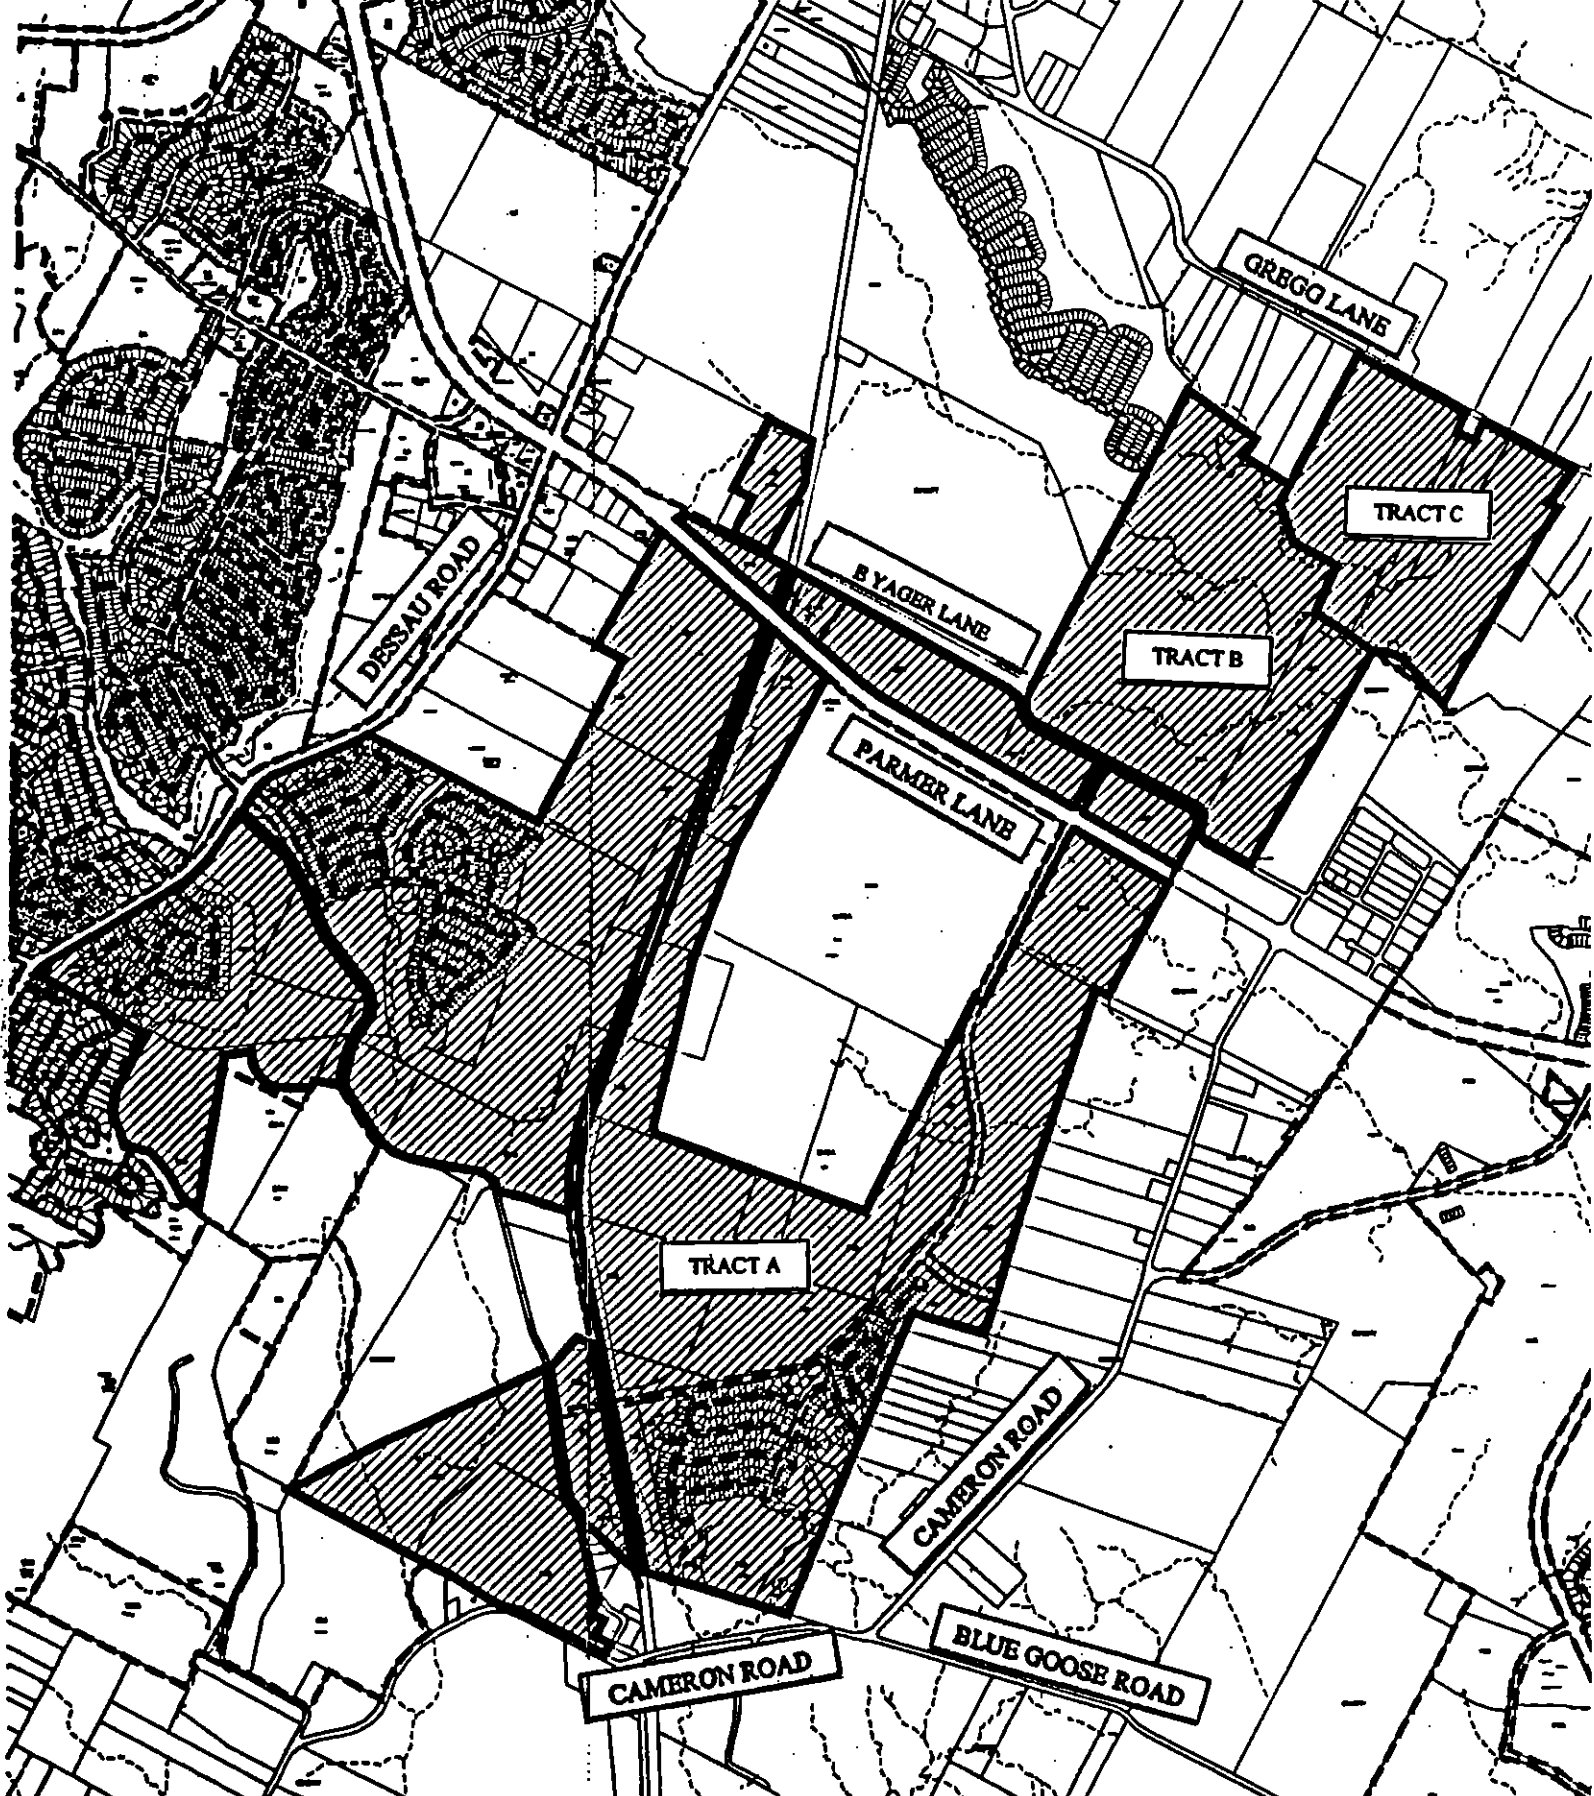 GREGG LANE
TRACT C
DESSAU ROAD
E YAGER LANE
TRACT B
PARMER LANE
TRACT A
CAMERON ROAD
BLUE GOOSE ROAD
CAMERON ROAD